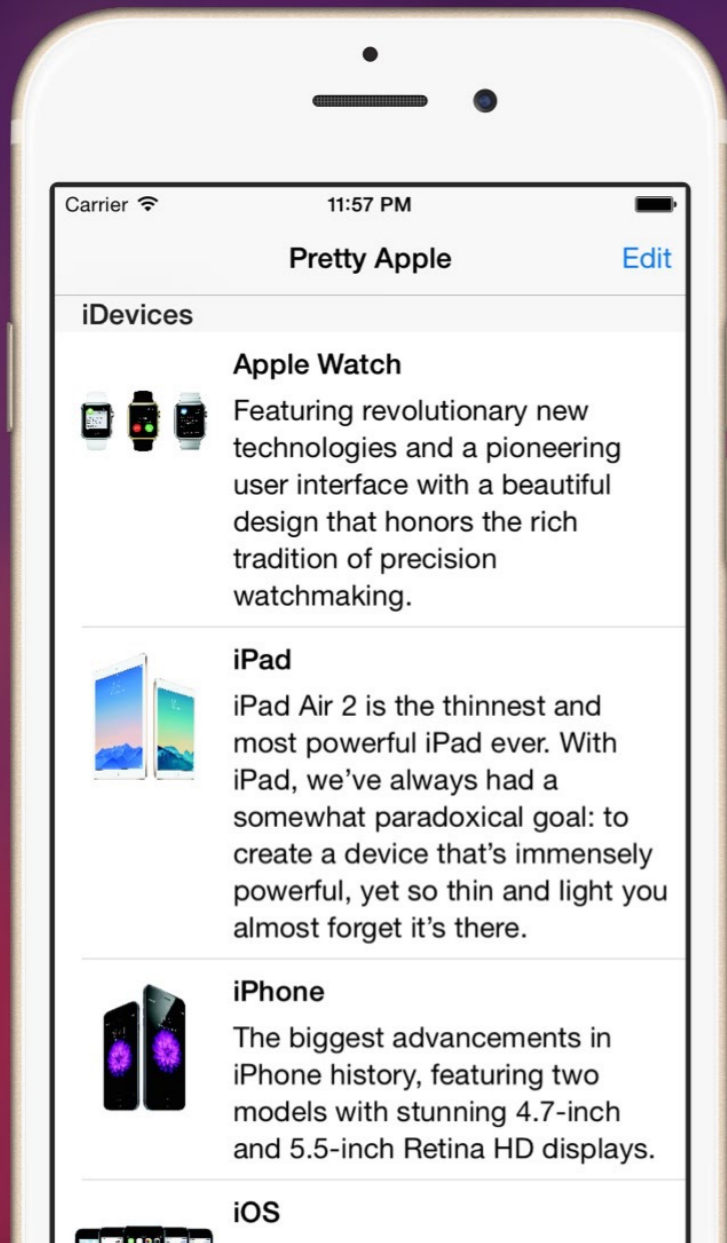 Carrier
11:57 PM
Pretty Apple
Edit
iDevices
Apple Watch
Featuring revolutionary new
technologies and a pioneering
user interface with a beautiful
design that honors the rich
tradition of precision
watchmaking.
iPad
iPad Air 2 is the thinnest and
most powerful iPad ever. With
iPad, we’ve always had a
somewhat paradoxical goal: to
create a device that’s immensely
powerful, yet so thin and light you
almost forget it’s there.
iPhone
The biggest advancements in
iPhone history, featuring two
models with stunning 4.7-inch
and 5.5-inch Retina HD displays.
iOS